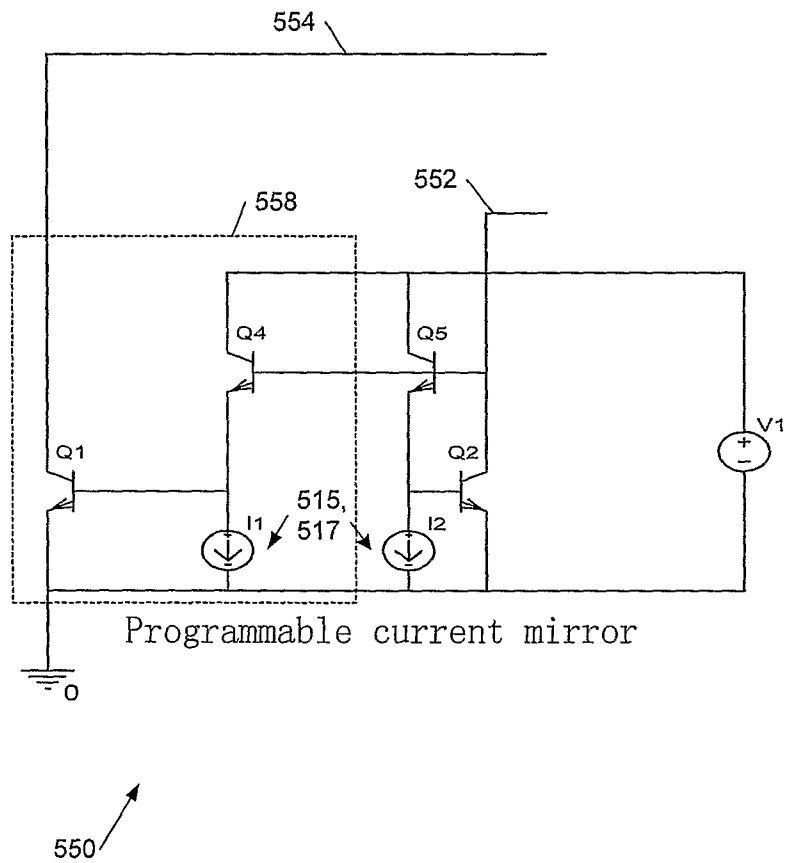 554
552
558
Q4
Q5
Q1
Q2
V1
+
−
I1
515,
517
I2
Programmable current mirror
0
550